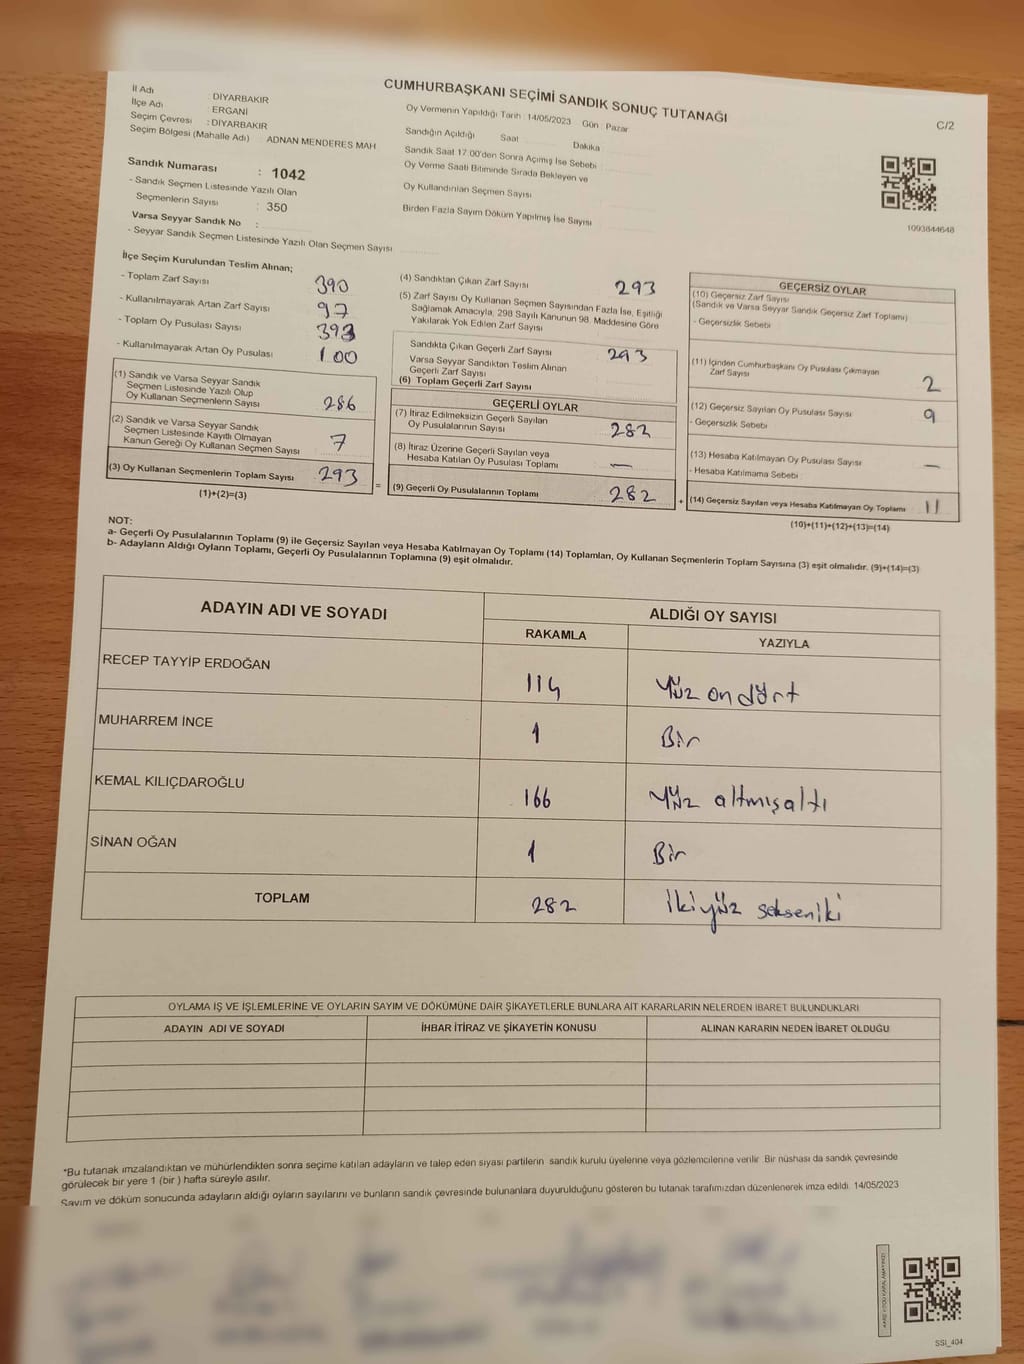 CUMHURBAŞKANI SEÇİMİ SANDIK SONUÇ TUTANAĞI
C/2
İl Adı : DİYARBAKIR
İlçe Adı : ERGANİ
Seçim Çevresi : DİYARBAKIR
Seçim Bölgesi (Mahalle Adı) ADNAN MENDERES MAH
Sandık Numarası : 1042
- Sandık Seçmen Listesinde Yazılı Olan
Seçmenlerin Sayısı : 350
Varsa Seyyar Sandık No :
- Seyyar Sandık Seçmen Listesinde Yazılı Olan Seçmen Sayısı
Oy Vermenin Yapıldığı Tarih : 14/05/2023 Gün : Pazar
Sandığın Açıldığı Saat Dakika
Sandık Saat 17.00'den Sonra Açılmış İse Sebebi
Oy Verme Saati Bitiminde Sırada Bekleyen ve
Oy Kullandırılan Seçmen Sayısı
Birden Fazla Sayım Döküm Yapılmış İse Sayısı
1093844648
İlçe Seçim Kurulundan Teslim Alınan;
- Toplam Zarf Sayısı 390
- Kullanılmayarak Artan Zarf Sayısı 97
- Toplam Oy Pusulası Sayısı 393
- Kullanılmayarak Artan Oy Pusulası 100
(1) Sandık ve Varsa Seyyar Sandık
Seçmen Listesinde Yazılı Olup
Oy Kullanan Seçmenlerin Sayısı 286
(2) Sandık ve Varsa Seyyar Sandık
Seçmen Listesinde Kayıtlı Olmayan
Kanun Gereği Oy Kullanan Seçmen Sayısı 7
(3) Oy Kullanan Seçmenlerin Toplam Sayısı 293 =
(1)+(2)=(3)
(4) Sandıktan Çıkan Zarf Sayısı 293
(5) Zarf Sayısı Oy Kullanan Seçmen Sayısından Fazla İse, Eşitliği
Sağlamak Amacıyla, 298 Sayılı Kanunun 98. Maddesine Göre
Yakılarak Yok Edilen Zarf Sayısı
Sandıkta Çıkan Geçerli Zarf Sayısı 293
Varsa Seyyar Sandıktan Teslim Alınan
Geçerli Zarf Sayısı
(6) Toplam Geçerli Zarf Sayısı
GEÇERLİ OYLAR
(7) İtiraz Edilmeksizin Geçerli Sayılan
Oy Pusulalarının Sayısı 282
(8) İtiraz Üzerine Geçerli Sayılan veya
Hesaba Katılan Oy Pusulası Toplamı —
(9) Geçerli Oy Pusulalarının Toplamı 282 +
GEÇERSİZ OYLAR
(10) Geçersiz Zarf Sayısı
(Sandık ve Varsa Seyyar Sandık Geçersiz Zarf Toplamı)
- Geçersizlik Sebebi
(11) İçinden Cumhurbaşkanı Oy Pusulası Çıkmayan
Zarf Sayısı 2
(12) Geçersiz Sayılan Oy Pusulası Sayısı 9
- Geçersizlik Sebebi
(13) Hesaba Katılmayan Oy Pusulası Sayısı —
- Hesaba Katılmama Sebebi
(14) Geçersiz Sayılan veya Hesaba Katılmayan Oy Toplamı 11
(10)+(11)+(12)+(13)=(14)
NOT:
a- Geçerli Oy Pusulalarının Toplamı (9) ile Geçersiz Sayılan veya Hesaba Katılmayan Oy Toplamı (14) Toplamları, Oy Kullanan Seçmenlerin Toplam Sayısına (3) eşit olmalıdır. (9)+(14)=(3)
b- Adayların Aldığı Oyların Toplamı, Geçerli Oy Pusulalarının Toplamına (9) eşit olmalıdır.
ADAYIN ADI VE SOYADI ALDIĞI OY SAYISI
RAKAMLA YAZIYLA
RECEP TAYYİP ERDOĞAN 114 Yüz ondört
MUHARREM İNCE 1 Bir
KEMAL KILIÇDAROĞLU 166 Yüz altmışaltı
SİNAN OĞAN 1 Bir
TOPLAM 282 İkiyüz sekseniki
OYLAMA İŞ VE İŞLEMLERİNE VE OYLARIN SAYIM VE DÖKÜMÜNE DAİR ŞİKAYETLERLE BUNLARA AİT KARARLARIN NELERDEN İBARET BULUNDUKLARI
ADAYIN ADI VE SOYADI İHBAR İTİRAZ VE ŞİKAYETİN KONUSU ALINAN KARARIN NEDEN İBARET OLDUĞU
*Bu tutanak imzalandıktan ve mühürlendikten sonra seçime katılan adayların ve talep eden siyasi partilerin sandık kurulu üyelerine veya gözlemcilerine verilir. Bir nüshası da sandık çevresinde
görülecek bir yere 1 (bir) hafta süreyle asılır.
Sayım ve döküm sonucunda adayların aldığı oyların sayılarını ve bunların sandık çevresinde bulunanlara duyurulduğunu gösteren bu tutanak tarafımızdan düzenlenerek imza edildi. 14/05/2023
SSI_404